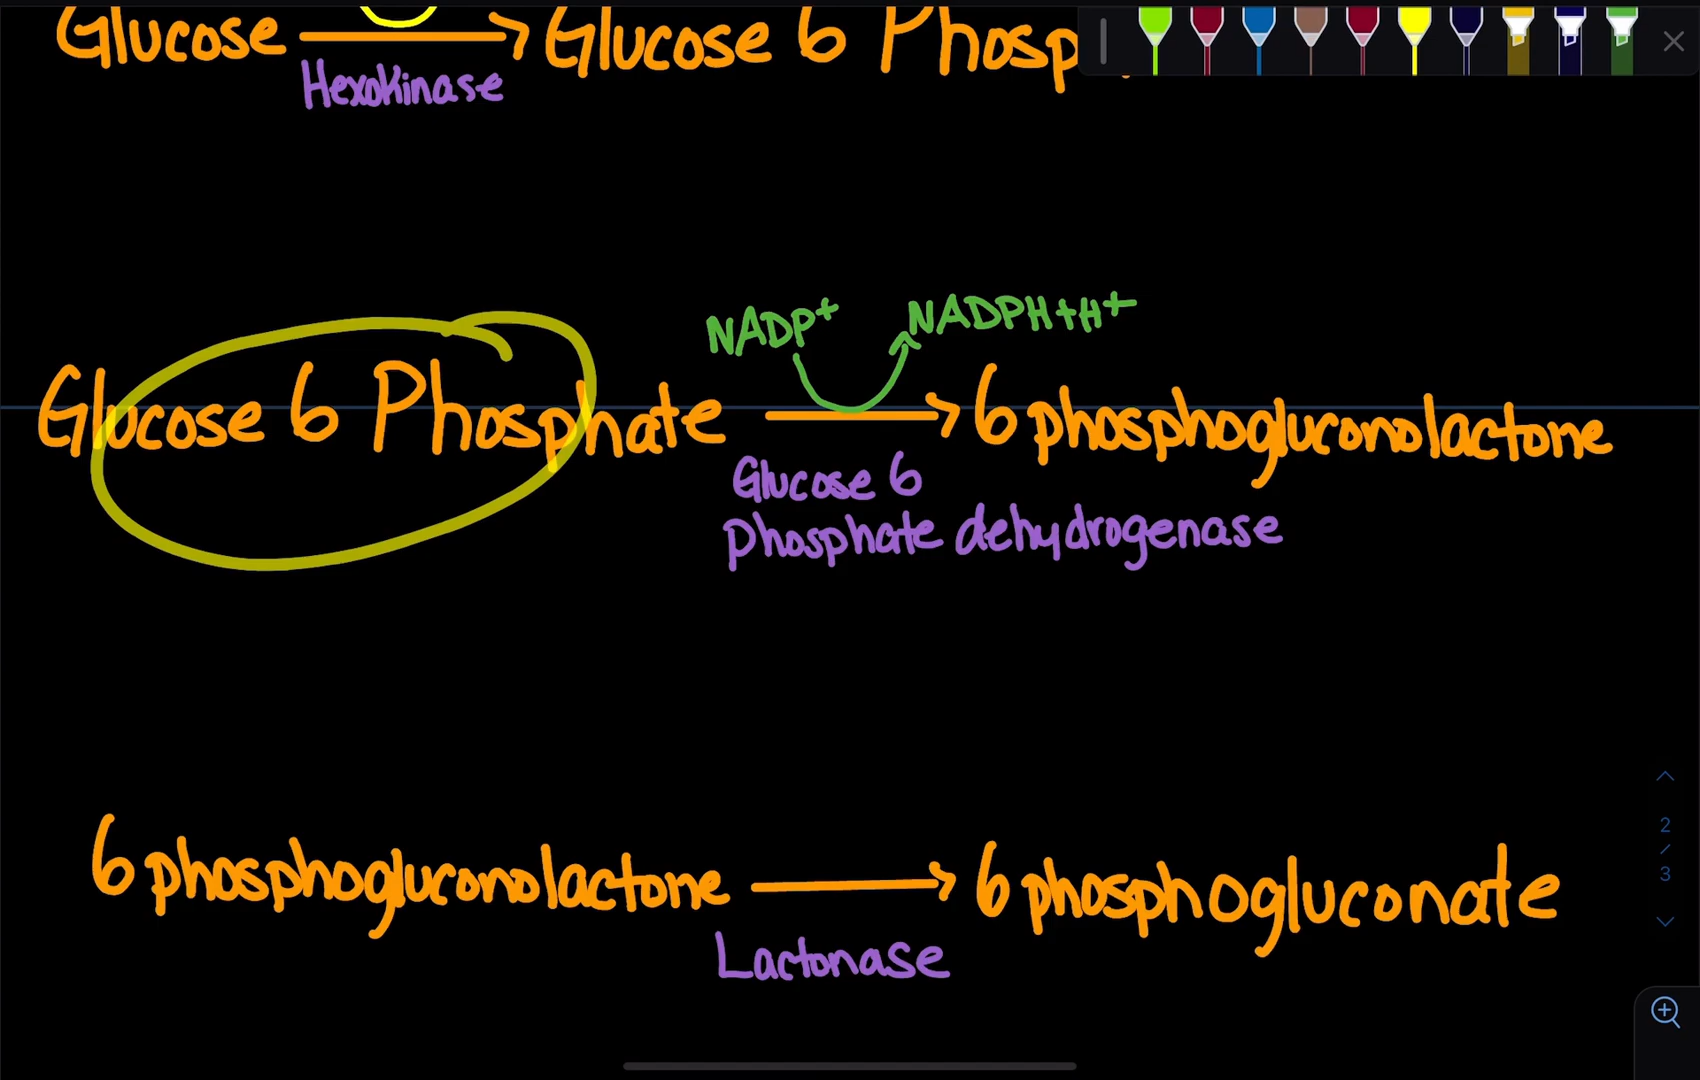 Glucose → Glucose 6 Phosp
Hexokinase
NADP+ NADPH+H+
Glucose 6 Phosphate → 6 phosphogluconolactone
Glucose 6
Phosphate dehydrogenase
2
/
3
6 phosphogluconolactone → 6 phosphogluconate
Lactonase